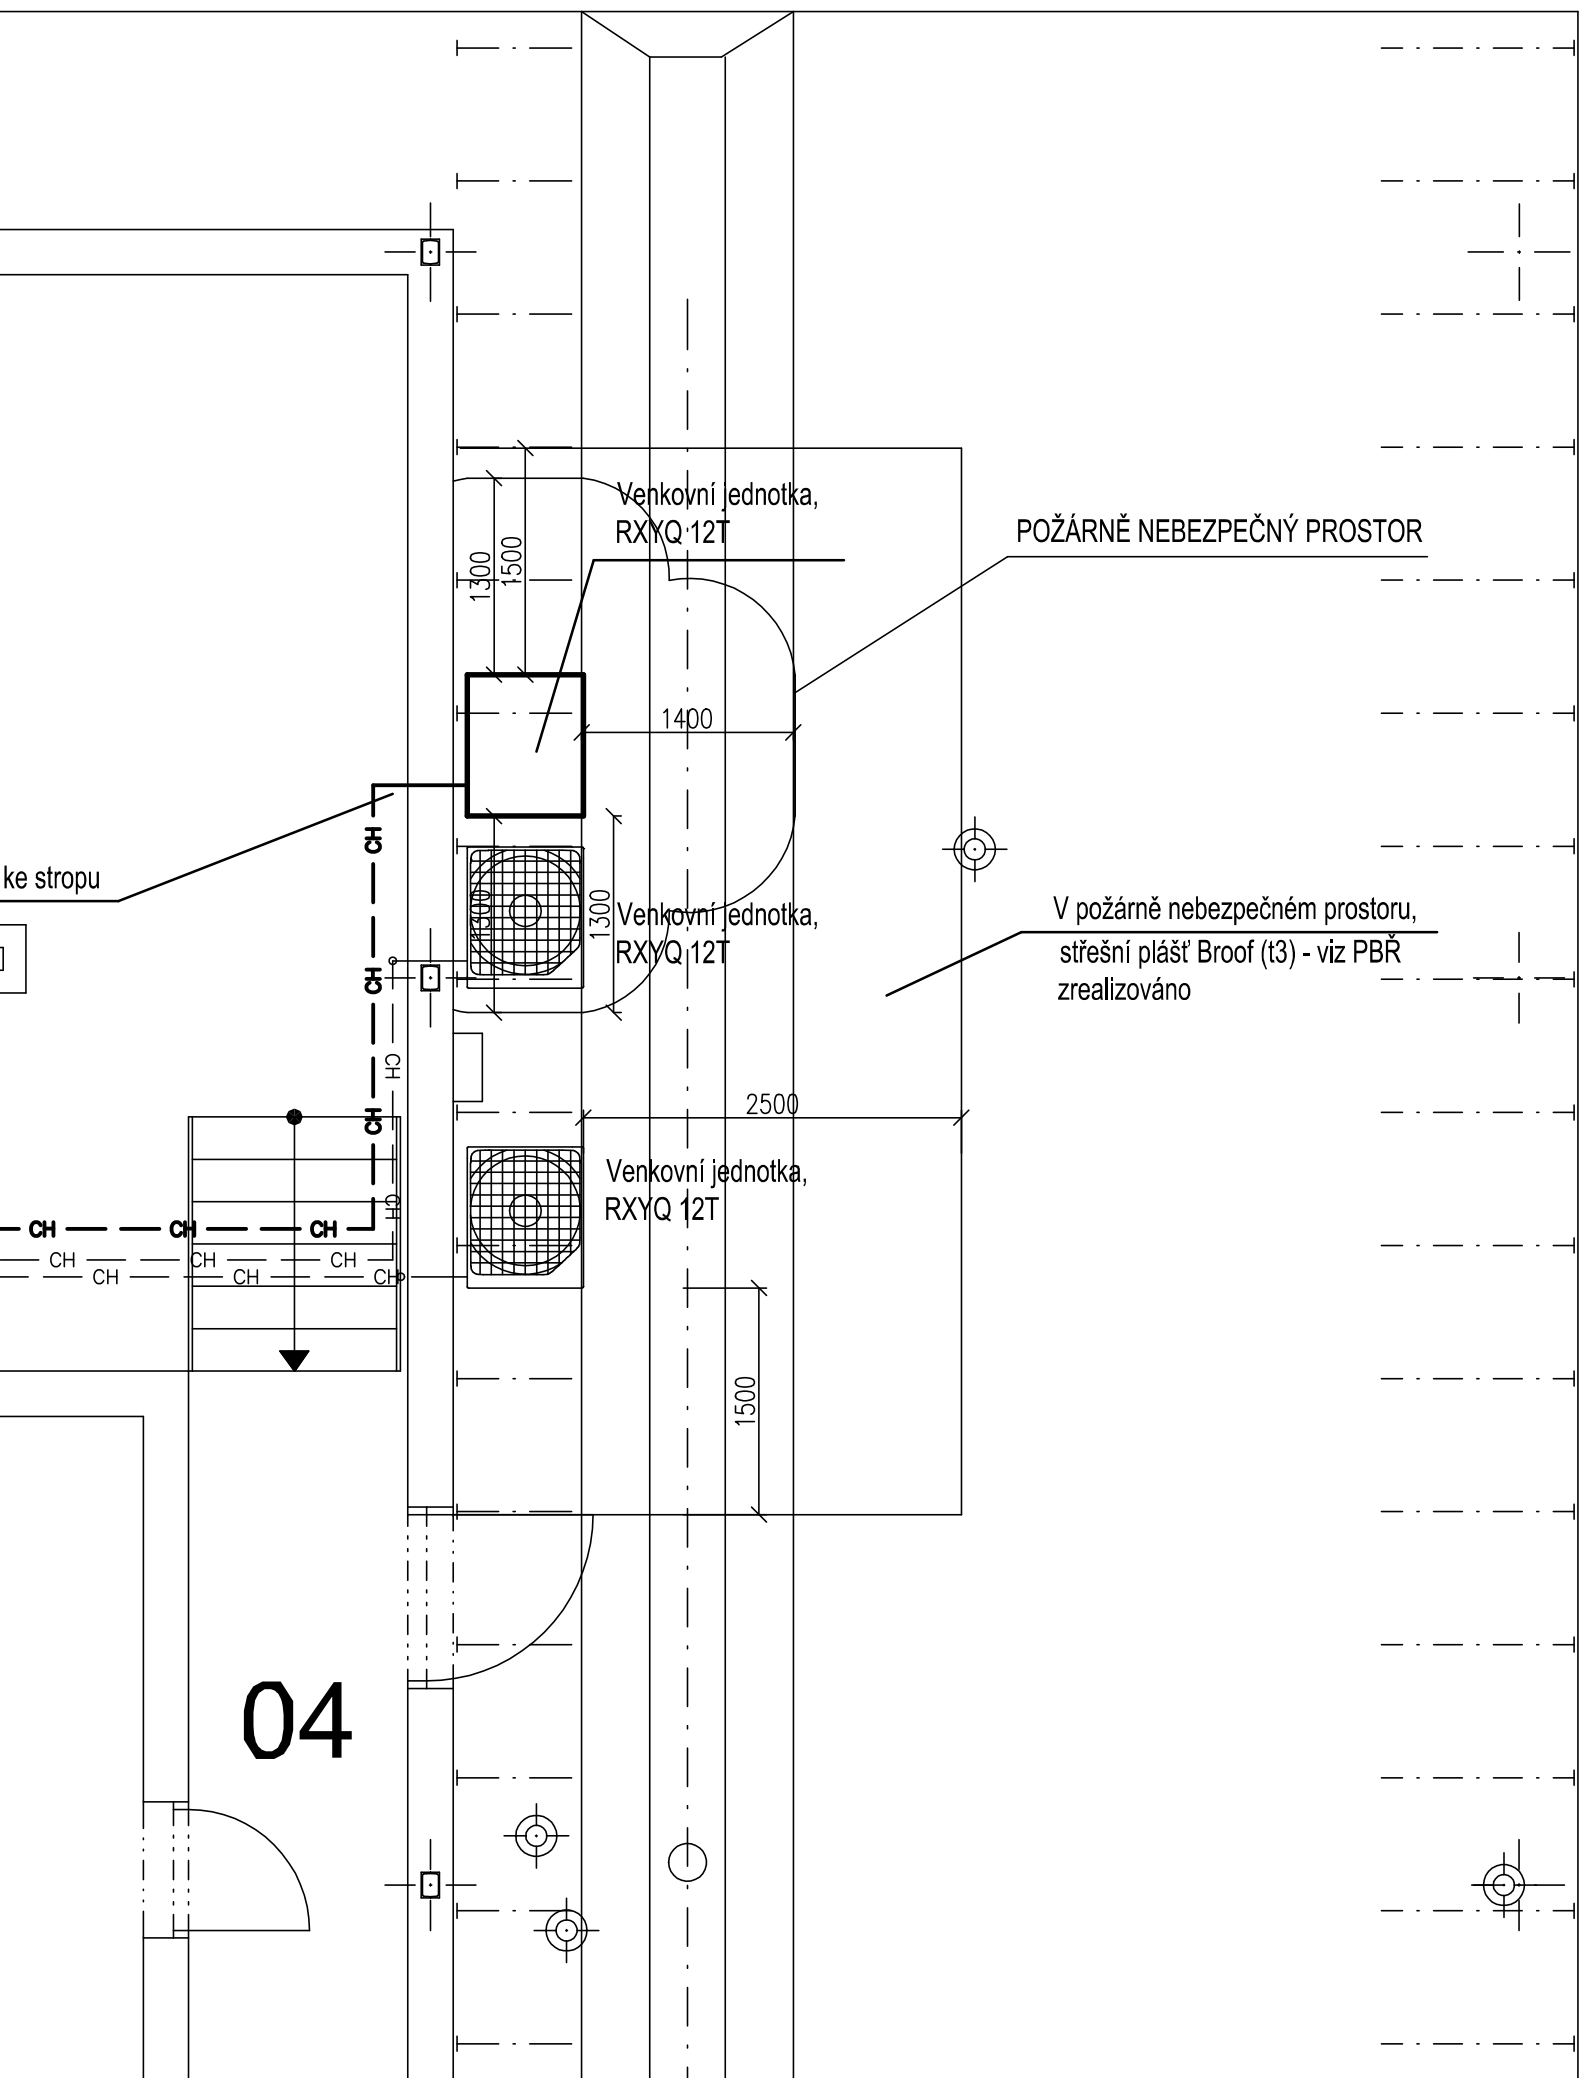 Venkovní jednotka,
RXYQ 12T
POŽÁRNĚ NEBEZPEČNÝ PROSTOR
1300
1500
1400
CH
ke stropu
1300
1300
Venkovní jednotka,
RXYQ 12T
V požárně nebezpečném prostoru,
střešní plášť Broof (t3) - viz PBŘ
zrealizováno
CH
CH
CH
2500
Venkovní jednotka,
RXYQ 12T
CH
CH CH CH
CH CH CH
CH CH CH
1500
04